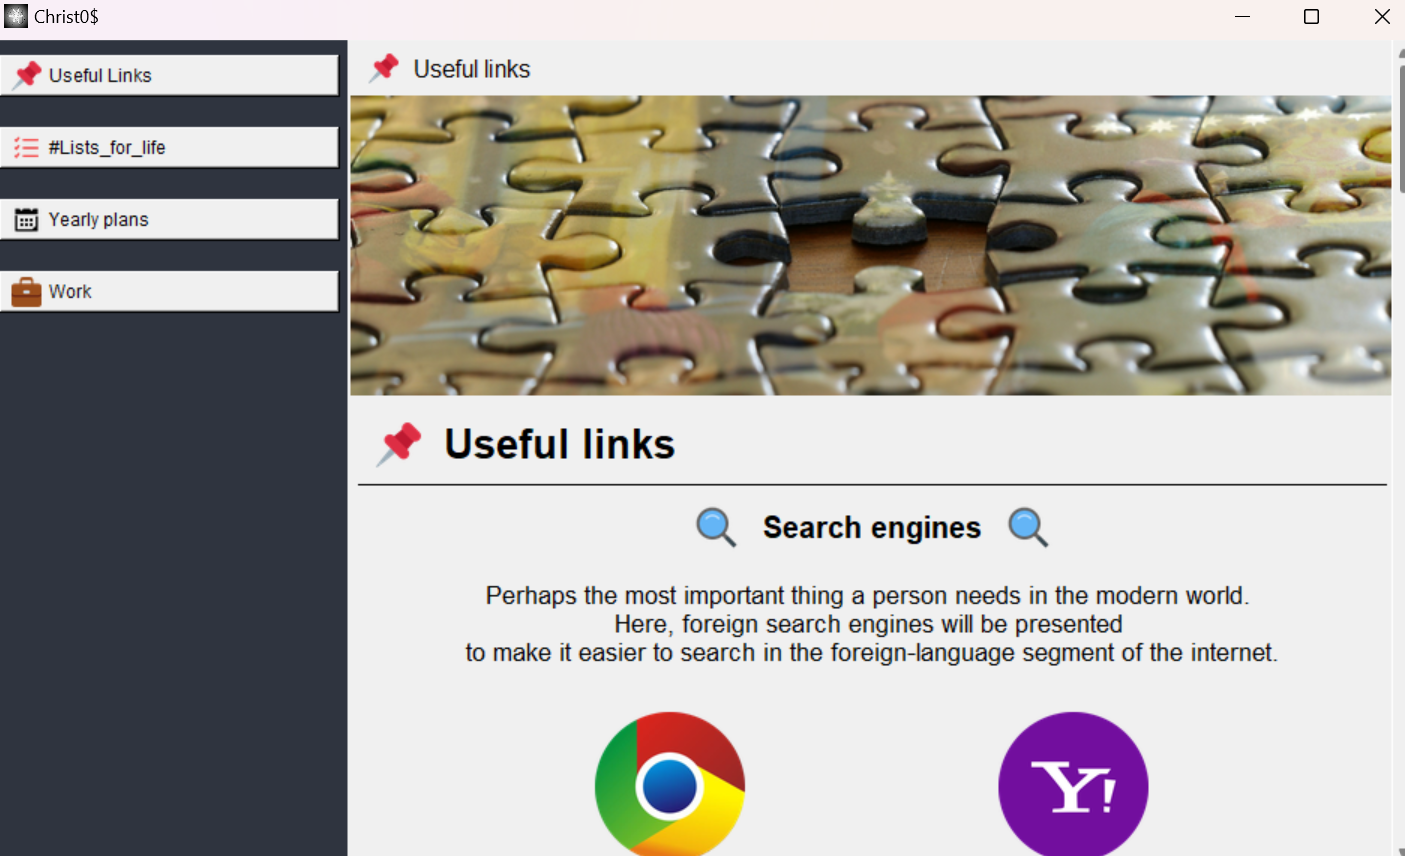 Christ0$
Useful Links
#Lists_for_life
Yearly plans
Work
Useful links
Useful links
Search engines
Perhaps the most important thing a person needs in the modern world.
Here, foreign search engines will be presented
to make it easier to search in the foreign-language segment of the internet.
Y!